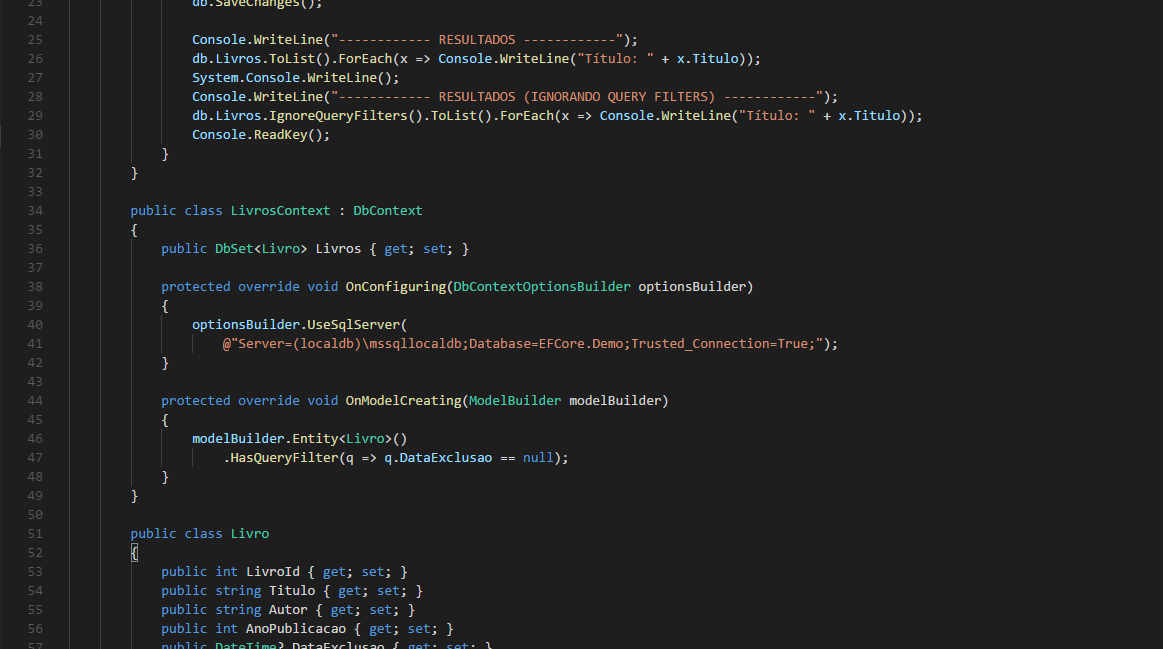 23 db.SaveChanges();
24
25 Console.WriteLine("------------ RESULTADOS ------------");
26 db.Livros.ToList().ForEach(x => Console.WriteLine("Título: " + x.Titulo));
27 System.Console.WriteLine();
28 Console.WriteLine("------------ RESULTADOS (IGNORANDO QUERY FILTERS) ------------");
29 db.Livros.IgnoreQueryFilters().ToList().ForEach(x => Console.WriteLine("Título: " + x.Titulo));
30 Console.ReadKey();
31 }
32 }
33
34 public class LivrosContext : DbContext
35 {
36 public DbSet<Livro> Livros { get; set; }
37
38 protected override void OnConfiguring(DbContextOptionsBuilder optionsBuilder)
39 {
40 optionsBuilder.UseSqlServer(
41 @"Server=(localdb)\mssqllocaldb;Database=EFCore.Demo;Trusted_Connection=True;");
42 }
43
44 protected override void OnModelCreating(ModelBuilder modelBuilder)
45 {
46 modelBuilder.Entity<Livro>()
47 .HasQueryFilter(q => q.DataExclusao == null);
48 }
49 }
50
51 public class Livro
52 {
53 public int LivroId { get; set; }
54 public string Titulo { get; set; }
55 public string Autor { get; set; }
56 public int AnoPublicacao { get; set; }
57 public DateTime? DataExclusao { get; set; }